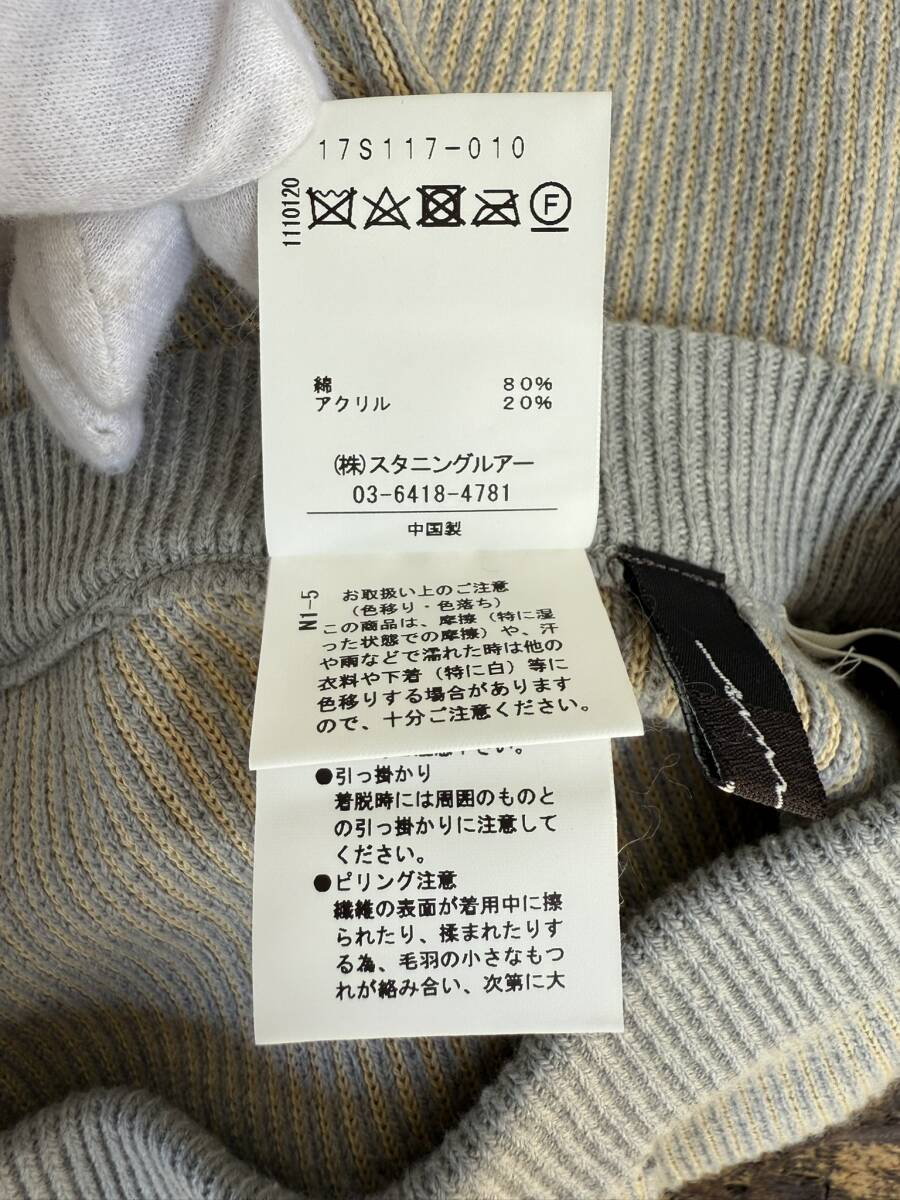 17S117-010
1110120
F
綿 80%
アクリル 20%
(株)スタニングルアー
03-6418-4781
中国製
N1-5
お取扱い上のご注意
(色移り・色落ち)
この商品は、摩擦(特に湿
った状態での摩擦)や、汗
や雨などで濡れた時は他の
衣料や下着(特に白)等に
色移りする場合があります
ので、十分ご注意ください。
●引っ掛かり
着脱時には周囲のものと
の引っ掛かりに注意して
ください。
●ピリング注意
繊維の表面が着用中に擦
られたり、揉まれたりす
る為、毛羽の小さなもつ
れが絡み合い、次第に大